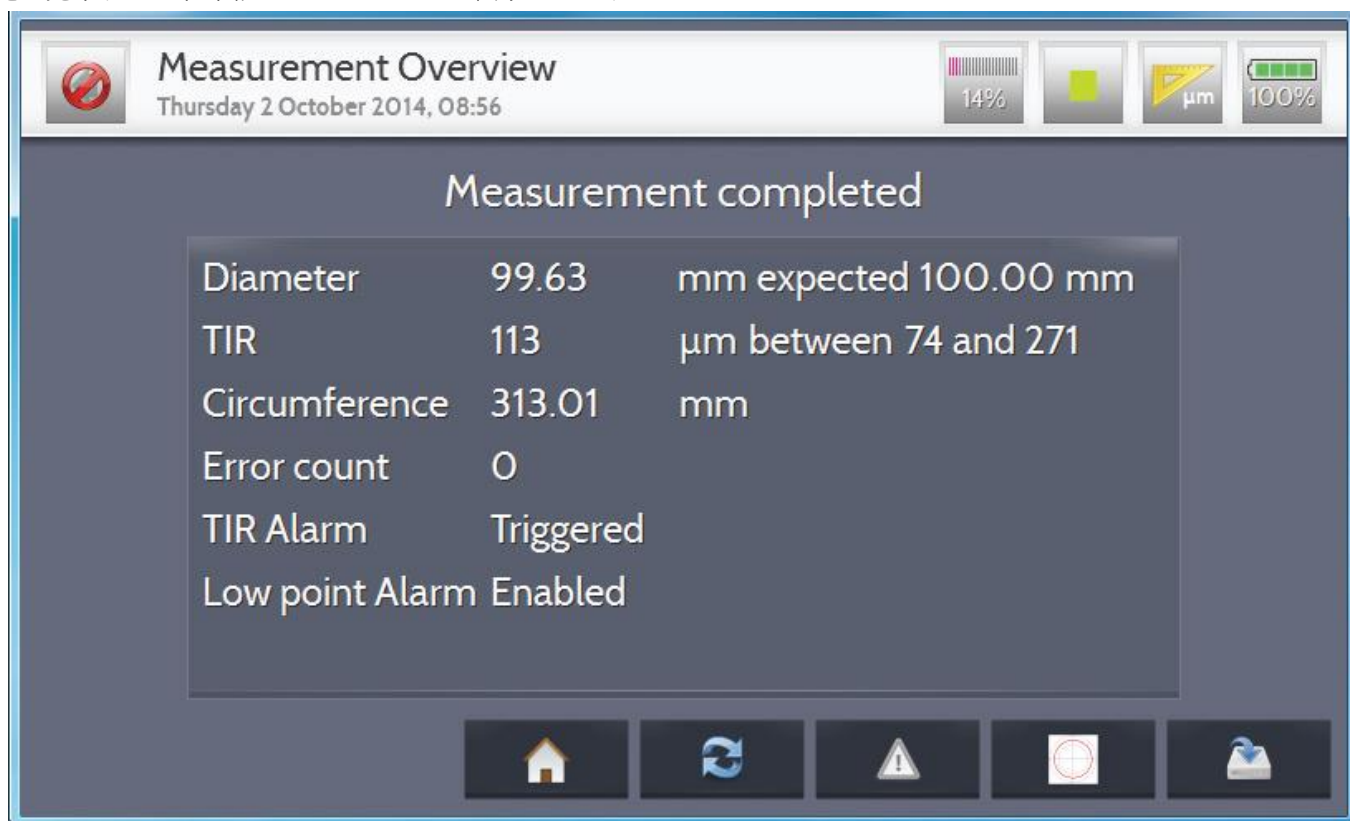 Measurement Overview
Thursday 2 October 2014, 08:56
14%
µm
100%
Measurement completed
Diameter 99.63 mm expected 100.00 mm
TIR 113 µm between 74 and 271
Circumference 313.01 mm
Error count 0
TIR Alarm Triggered
Low point Alarm Enabled